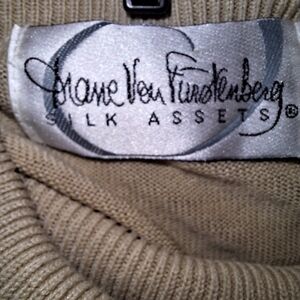 Diane Von Furstenberg
SILK ASSETS®